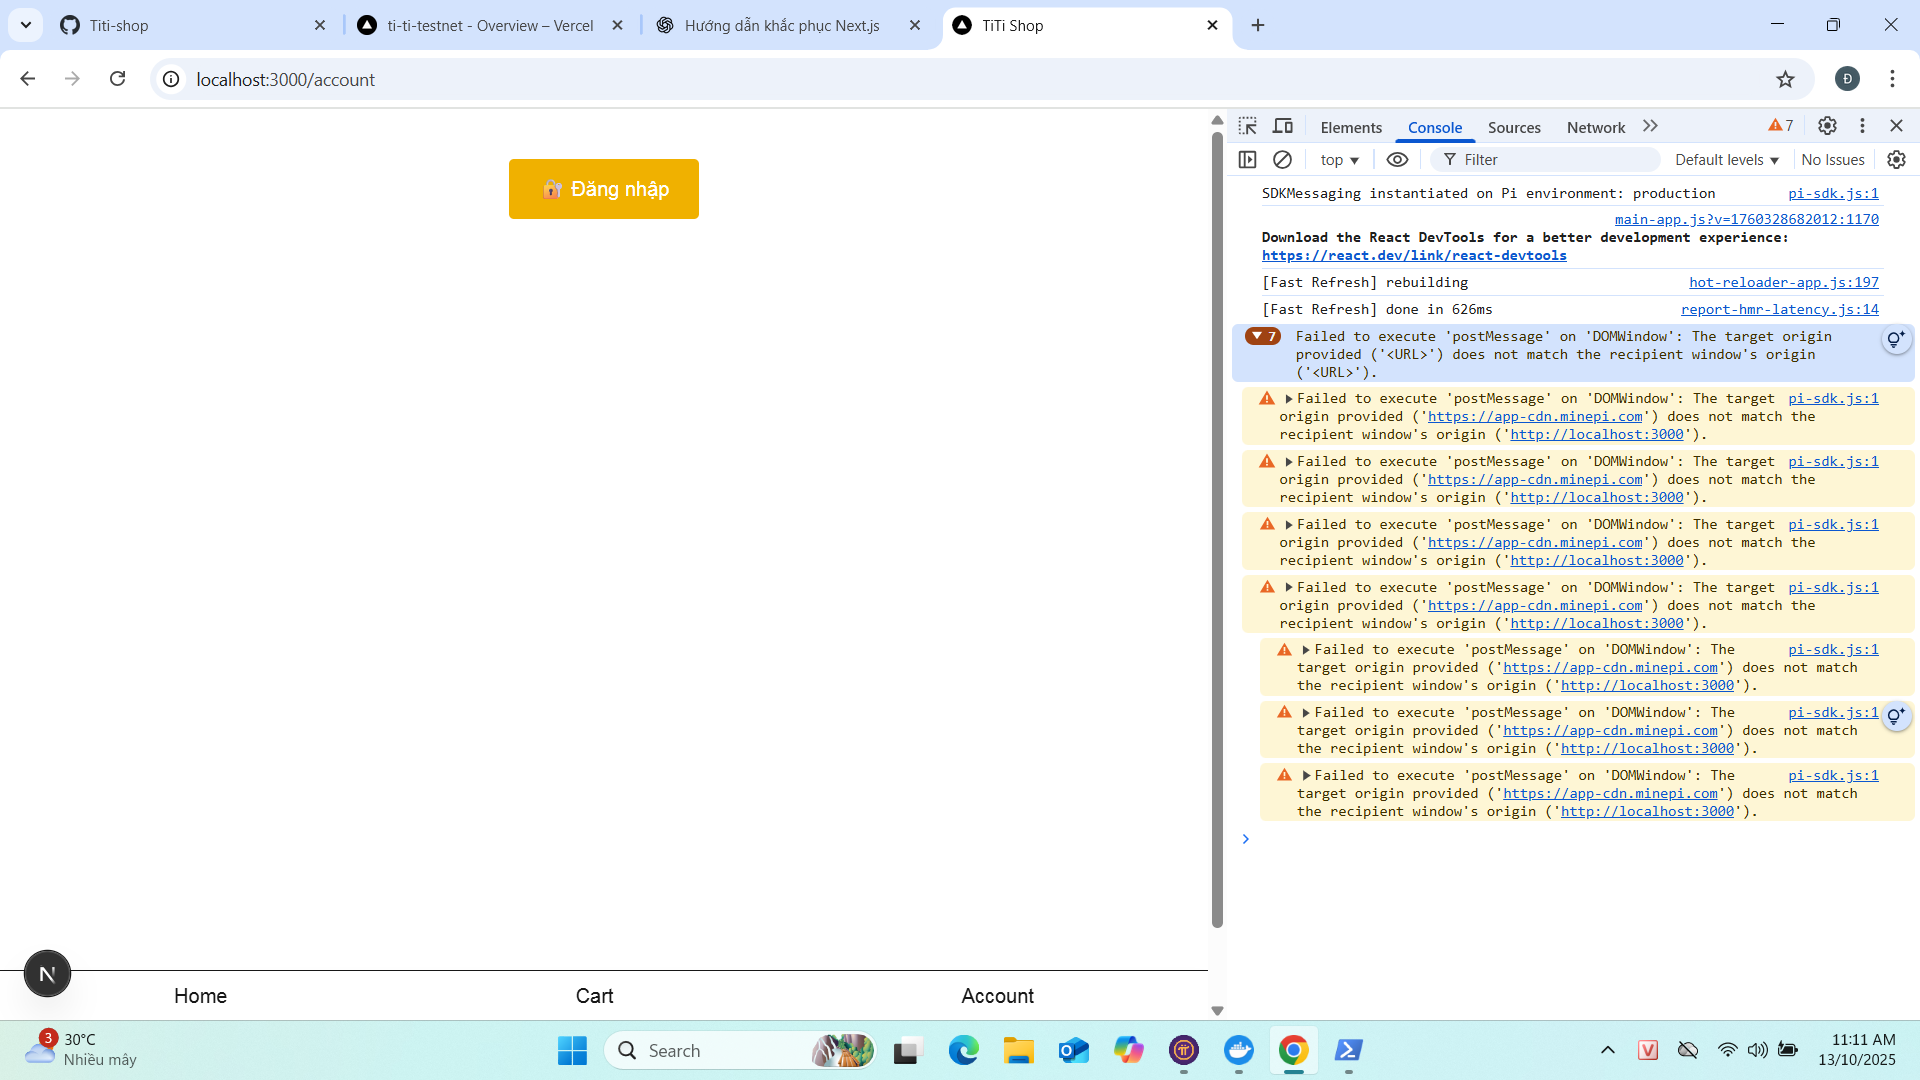 Titi-shop
ti-ti-testnet - Overview – Vercel
Hướng dẫn khắc phục Next.js
TiTi Shop
localhost:3000/account
Đ
🔐 Đăng nhập
Elements
Console
Sources
Network
7
top
Filter
Default levels
No Issues
SDKMessaging instantiated on Pi environment: production
pi-sdk.js:1
main-app.js?v=1760328682012:1170
Download the React DevTools for a better development experience:
https://react.dev/link/react-devtools
[Fast Refresh] rebuilding
hot-reloader-app.js:197
[Fast Refresh] done in 626ms
report-hmr-latency.js:14
7
Failed to execute 'postMessage' on 'DOMWindow': The target origin
provided ('<URL>') does not match the recipient window's origin
('<URL>').
Failed to execute 'postMessage' on 'DOMWindow': The target pi-sdk.js:1
origin provided ('https://app-cdn.minepi.com') does not match the
recipient window's origin ('http://localhost:3000').
Failed to execute 'postMessage' on 'DOMWindow': The target pi-sdk.js:1
origin provided ('https://app-cdn.minepi.com') does not match the
recipient window's origin ('http://localhost:3000').
Failed to execute 'postMessage' on 'DOMWindow': The target pi-sdk.js:1
origin provided ('https://app-cdn.minepi.com') does not match the
recipient window's origin ('http://localhost:3000').
Failed to execute 'postMessage' on 'DOMWindow': The target pi-sdk.js:1
origin provided ('https://app-cdn.minepi.com') does not match the
recipient window's origin ('http://localhost:3000').
Failed to execute 'postMessage' on 'DOMWindow': The pi-sdk.js:1
target origin provided ('https://app-cdn.minepi.com') does not match
the recipient window's origin ('http://localhost:3000').
Failed to execute 'postMessage' on 'DOMWindow': The pi-sdk.js:1
target origin provided ('https://app-cdn.minepi.com') does not match
the recipient window's origin ('http://localhost:3000').
Failed to execute 'postMessage' on 'DOMWindow': The pi-sdk.js:1
target origin provided ('https://app-cdn.minepi.com') does not match
the recipient window's origin ('http://localhost:3000').
N
Home
Cart
Account
3
30°C
Nhiều mây
Search
V
11:11 AM
13/10/2025